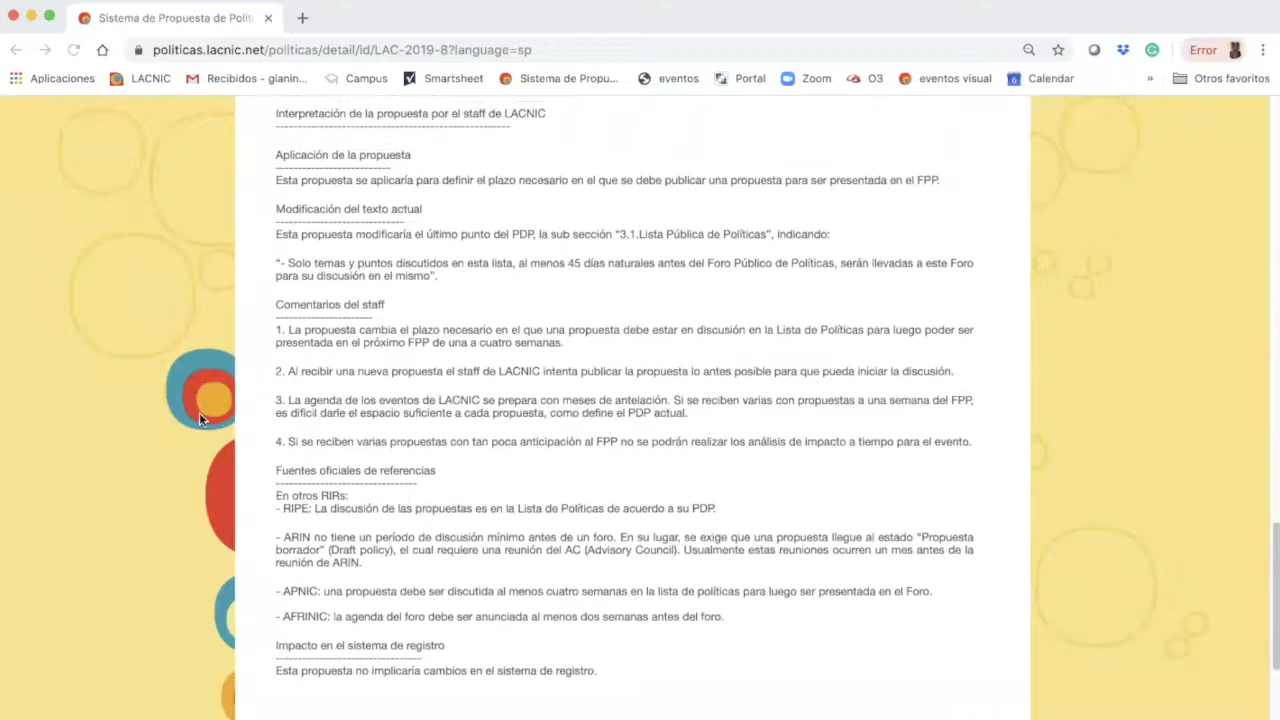 Sistema de Propuesta de Polít
politicas.lacnic.net/politicas/detail/id/LAC-2019-8?language=sp
Error
Aplicaciones LACNIC Recibidos - gianin... Campus Smartsheet Sistema de Propu... eventos Portal Zoom O3 eventos visual 6 Calendar » Otros favoritos
Interpretación de la propuesta por el staff de LACNIC
Aplicación de la propuesta
Esta propuesta se aplicaría para definir el plazo necesario en el que se debe publicar una propuesta para ser presentada en el FPP.
Modificación del texto actual
Esta propuesta modificaría el último punto del PDP, la sub sección "3.1.Lista Pública de Políticas", indicando:
"- Solo temas y puntos discutidos en esta lista, al menos 45 días naturales antes del Foro Público de Políticas, serán llevadas a este Foro
para su discusión en el mismo".
Comentarios del staff
1. La propuesta cambia el plazo necesario en el que una propuesta debe estar en discusión en la Lista de Políticas para luego poder ser
presentada en el próximo FPP de una a cuatro semanas.
2. Al recibir una nueva propuesta el staff de LACNIC intenta publicar la propuesta lo antes posible para que pueda iniciar la discusión.
3. La agenda de los eventos de LACNIC se prepara con meses de antelación. Si se reciben varias con propuestas a una semana del FPP,
es difícil darle el espacio suficiente a cada propuesta, como define el PDP actual.
4. Si se reciben varias propuestas con tan poca anticipación al FPP no se podrán realizar los análisis de impacto a tiempo para el evento.
Fuentes oficiales de referencias
En otros RIRs:
- RIPE: La discusión de las propuestas es en la Lista de Políticas de acuerdo a su PDP.
- ARIN no tiene un período de discusión mínimo antes de un foro. En su lugar, se exige que una propuesta llegue al estado "Propuesta
borrador" (Draft policy), el cual requiere una reunión del AC (Advisory Council). Usualmente estas reuniones ocurren un mes antes de la
reunión de ARIN.
- APNIC: una propuesta debe ser discutida al menos cuatro semanas en la lista de políticas para luego ser presentada en el Foro.
- AFRINIC: la agenda del foro debe ser anunciada al menos dos semanas antes del foro.
Impacto en el sistema de registro
Esta propuesta no implicaría cambios en el sistema de registro.